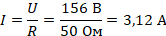 I = U/R = 156 В/50 Ом = 3,12 А